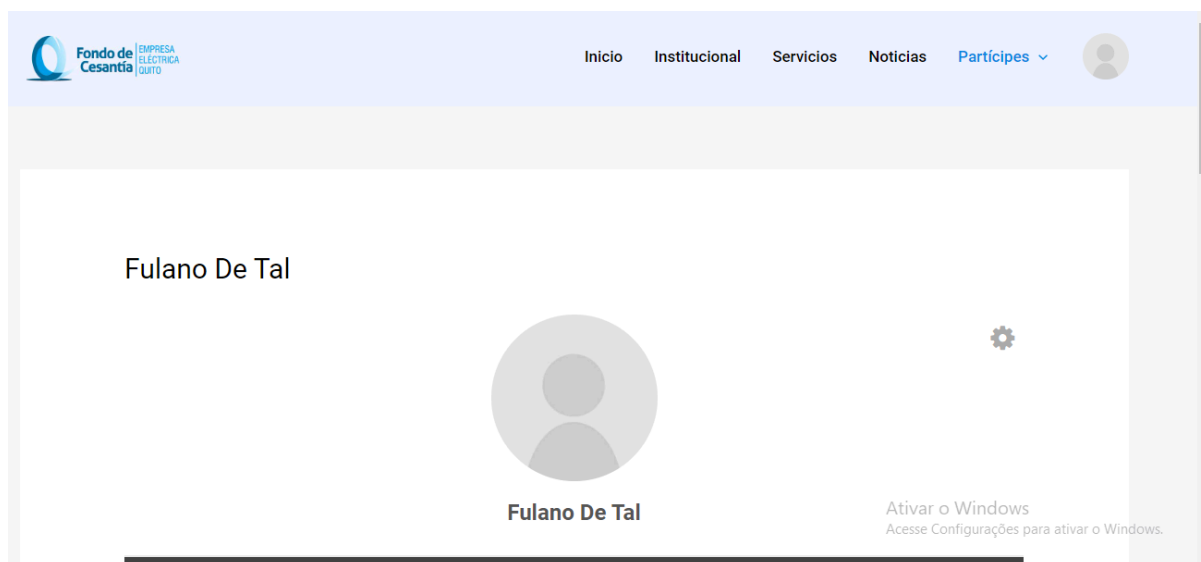 Fondo de Cesantía EMPRESA ELÉCTRICA QUITO
Inicio Institucional Servicios Noticias Partícipes
Fulano De Tal
Fulano De Tal
Ativar o Windows
Acesse Configurações para ativar o Windows.